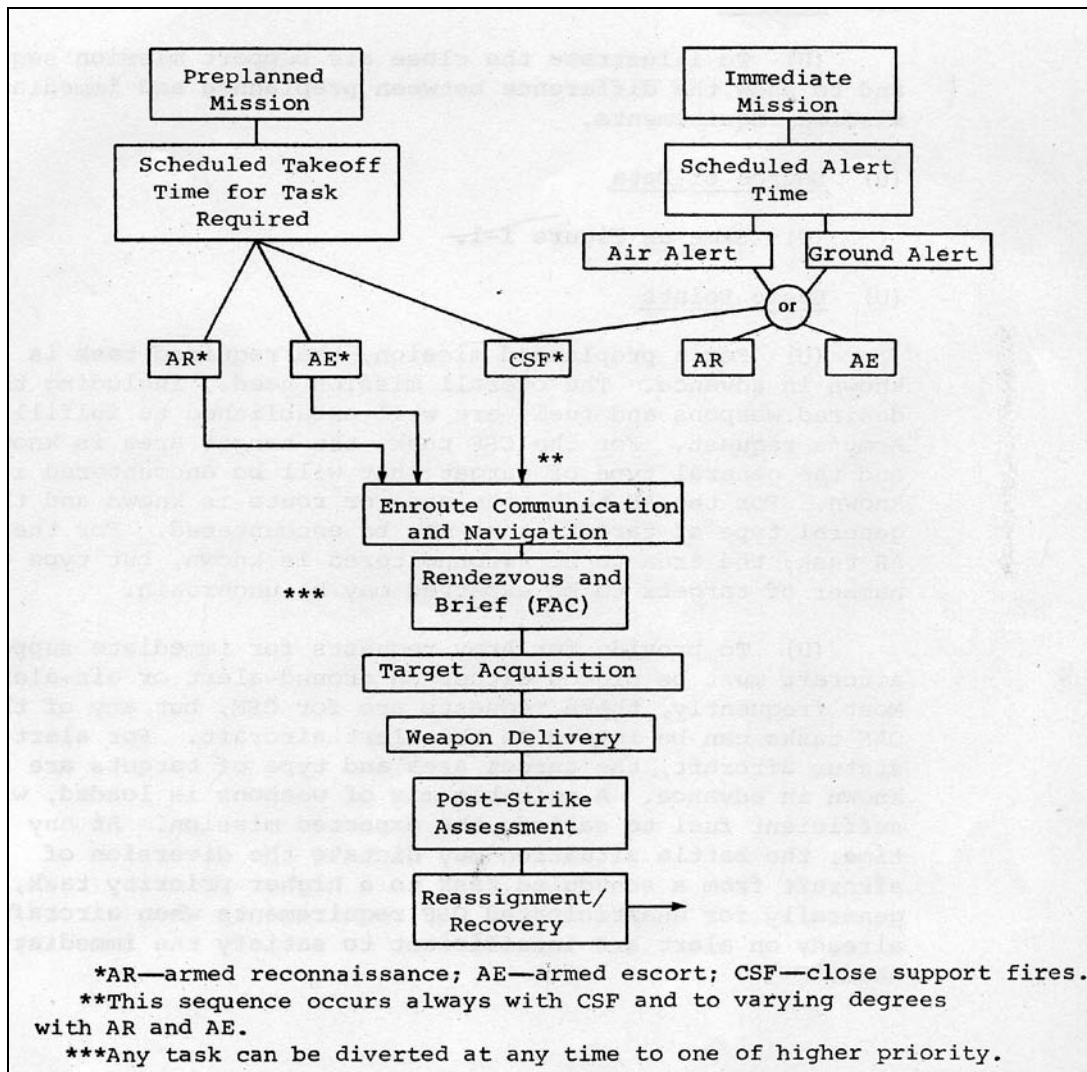 Preplanned
Mission
Immediate
Mission
Scheduled Takeoff
Time for Task
Required
Scheduled Alert
Time
Air Alert
Ground Alert
or
AR*
AE*
CSF*
AR
AE
**
Enroute Communication
and Navigation
***
Rendezvous and
Brief (FAC)
Target Acquisition
Weapon Delivery
Post-Strike
Assessment
Reassignment/
Recovery
*AR—armed reconnaissance; AE—armed escort; CSF—close support fires.
**This sequence occurs always with CSF and to varying degrees
with AR and AE.
***Any task can be diverted at any time to one of higher priority.